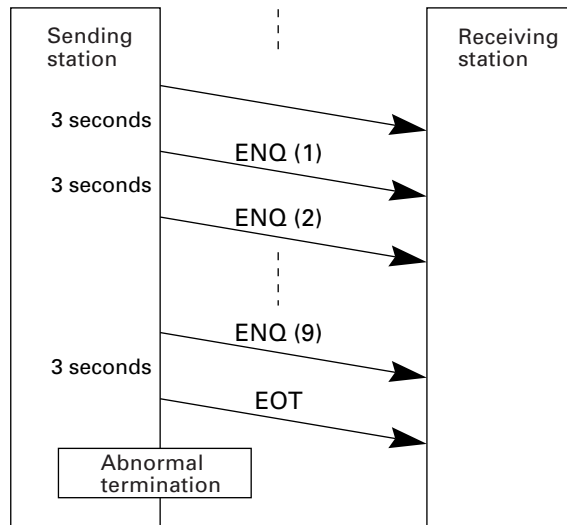 Sending
station
Receiving
station
3 seconds
ENQ (1)
3 seconds
ENQ (2)
ENQ (9)
3 seconds
EOT
Abnormal
termination